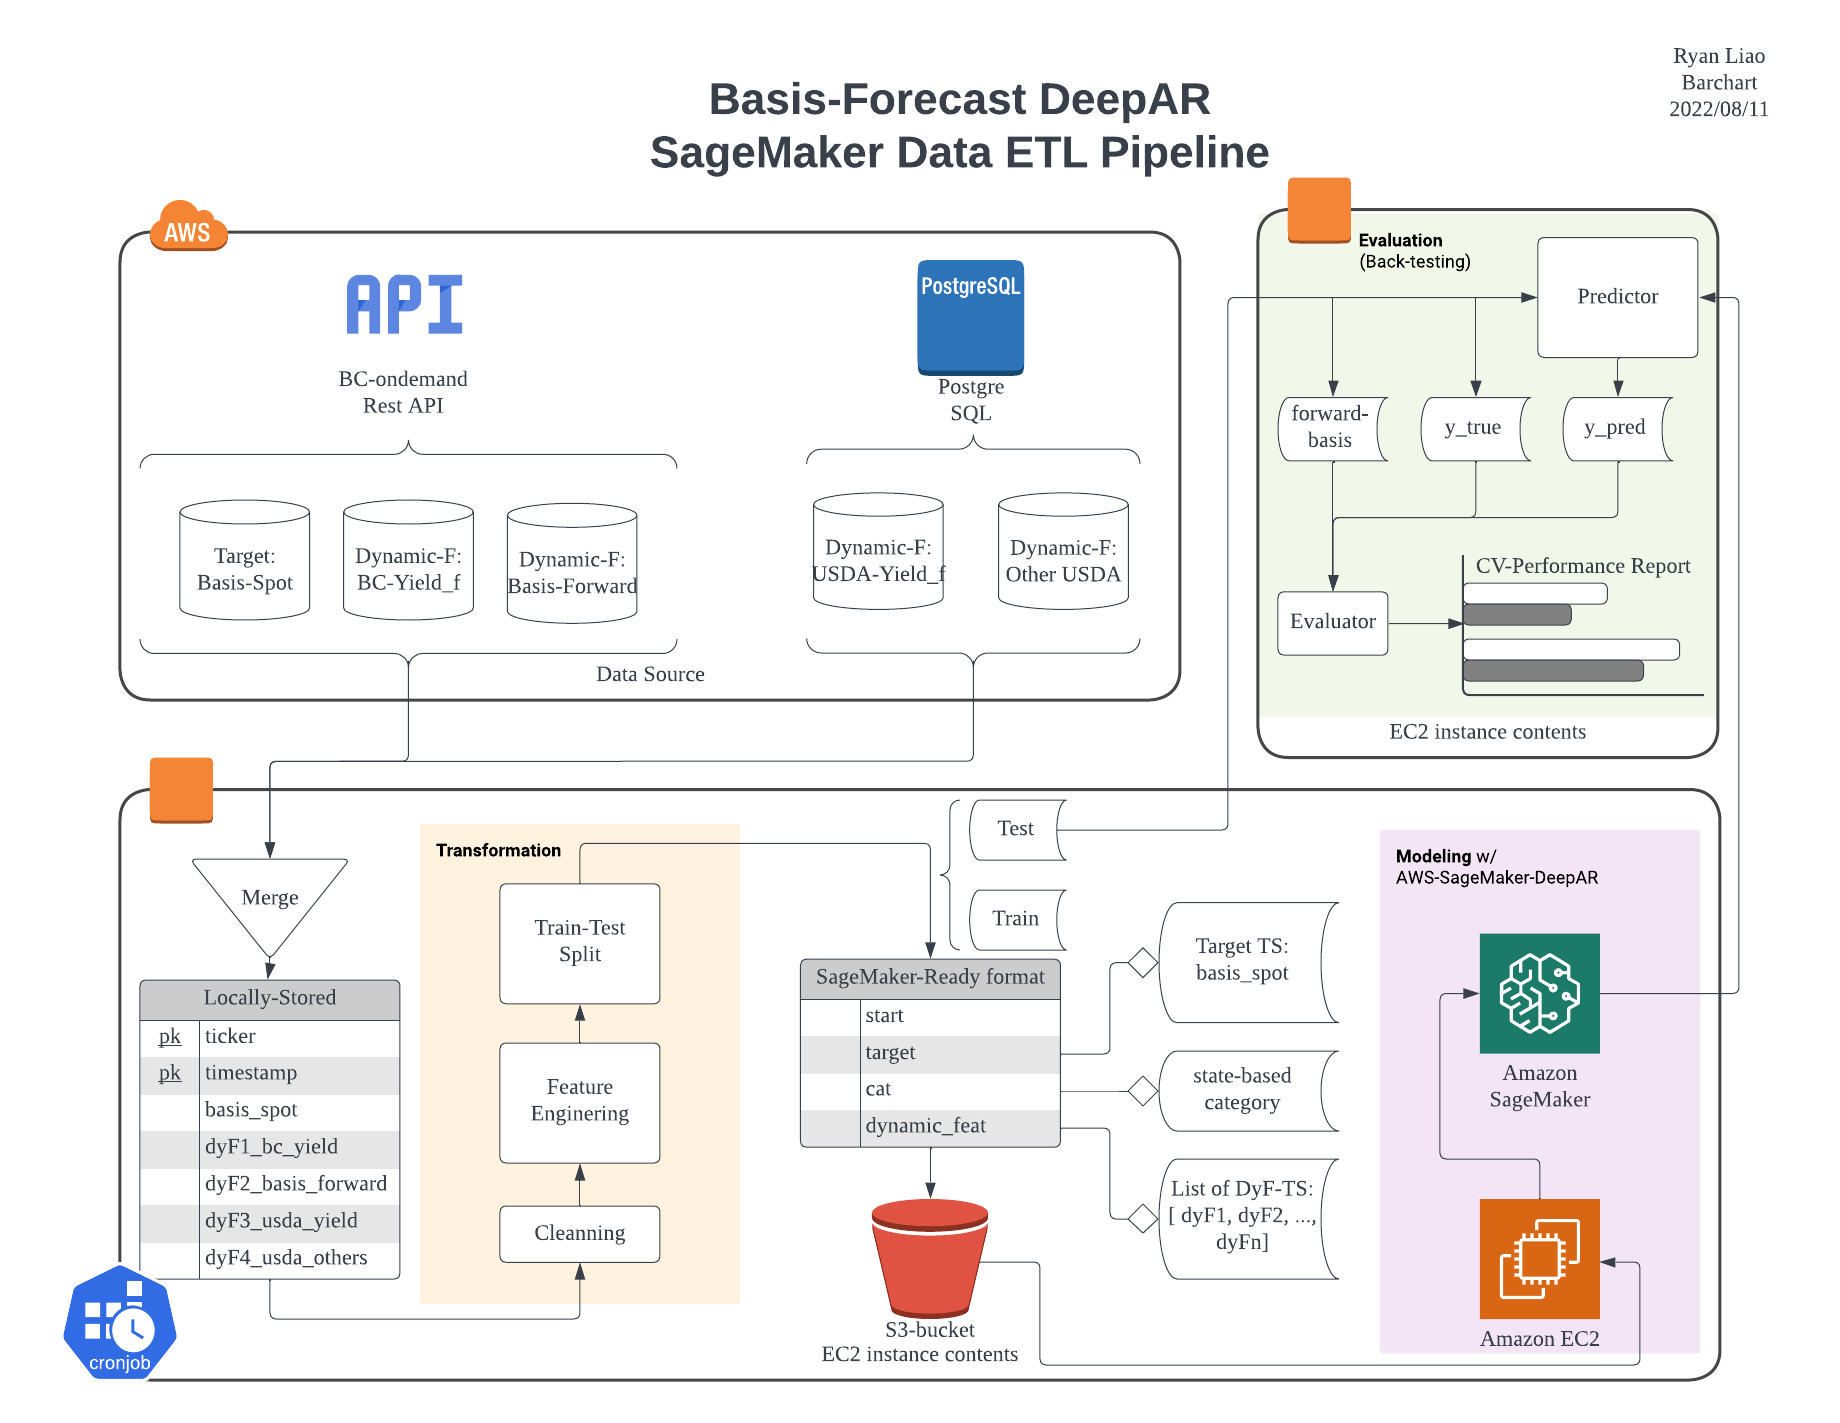 Ryan Liao
Barchart
2022/08/11
Basis-Forecast DeepAR
SageMaker Data ETL Pipeline
AWS
API
BC-ondemand
Rest API
PostgreSQL
Postgre
SQL
Target:
Basis-Spot
Dynamic-F:
BC-Yield_f
Dynamic-F:
Basis-Forward
Dynamic-F:
USDA-Yield_f
Dynamic-F:
Other USDA
Data Source
Evaluation
(Back-testing)
Predictor
forward-
basis
y_true
y_pred
Evaluator
CV-Performance Report
EC2 instance contents
Merge
Locally-Stored
pk ticker
pk timestamp
basis_spot
dyF1_bc_yield
dyF2_basis_forward
dyF3_usda_yield
dyF4_usda_others
cronjob
Transformation
Train-Test
Split
Feature
Enginering
Cleanning
Test
Train
SageMaker-Ready format
start
target
cat
dynamic_feat
Target TS:
basis_spot
state-based
category
List of DyF-TS:
[ dyF1, dyF2, ...,
dyFn]
S3-bucket
EC2 instance contents
Modeling w/
AWS-SageMaker-DeepAR
Amazon
SageMaker
Amazon EC2